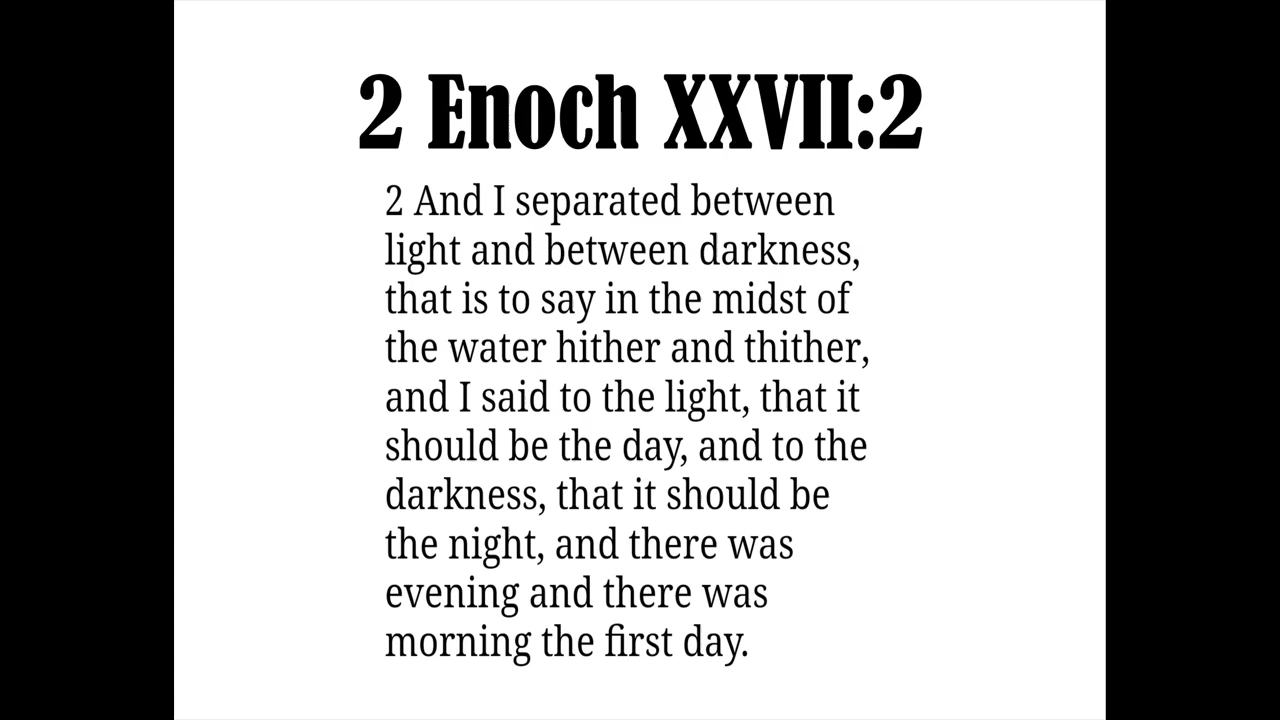 2 Enoch XXVII:2
2 And I separated between
light and between darkness,
that is to say in the midst of
the water hither and thither,
and I said to the light, that it
should be the day, and to the
darkness, that it should be
the night, and there was
evening and there was
morning the first day.